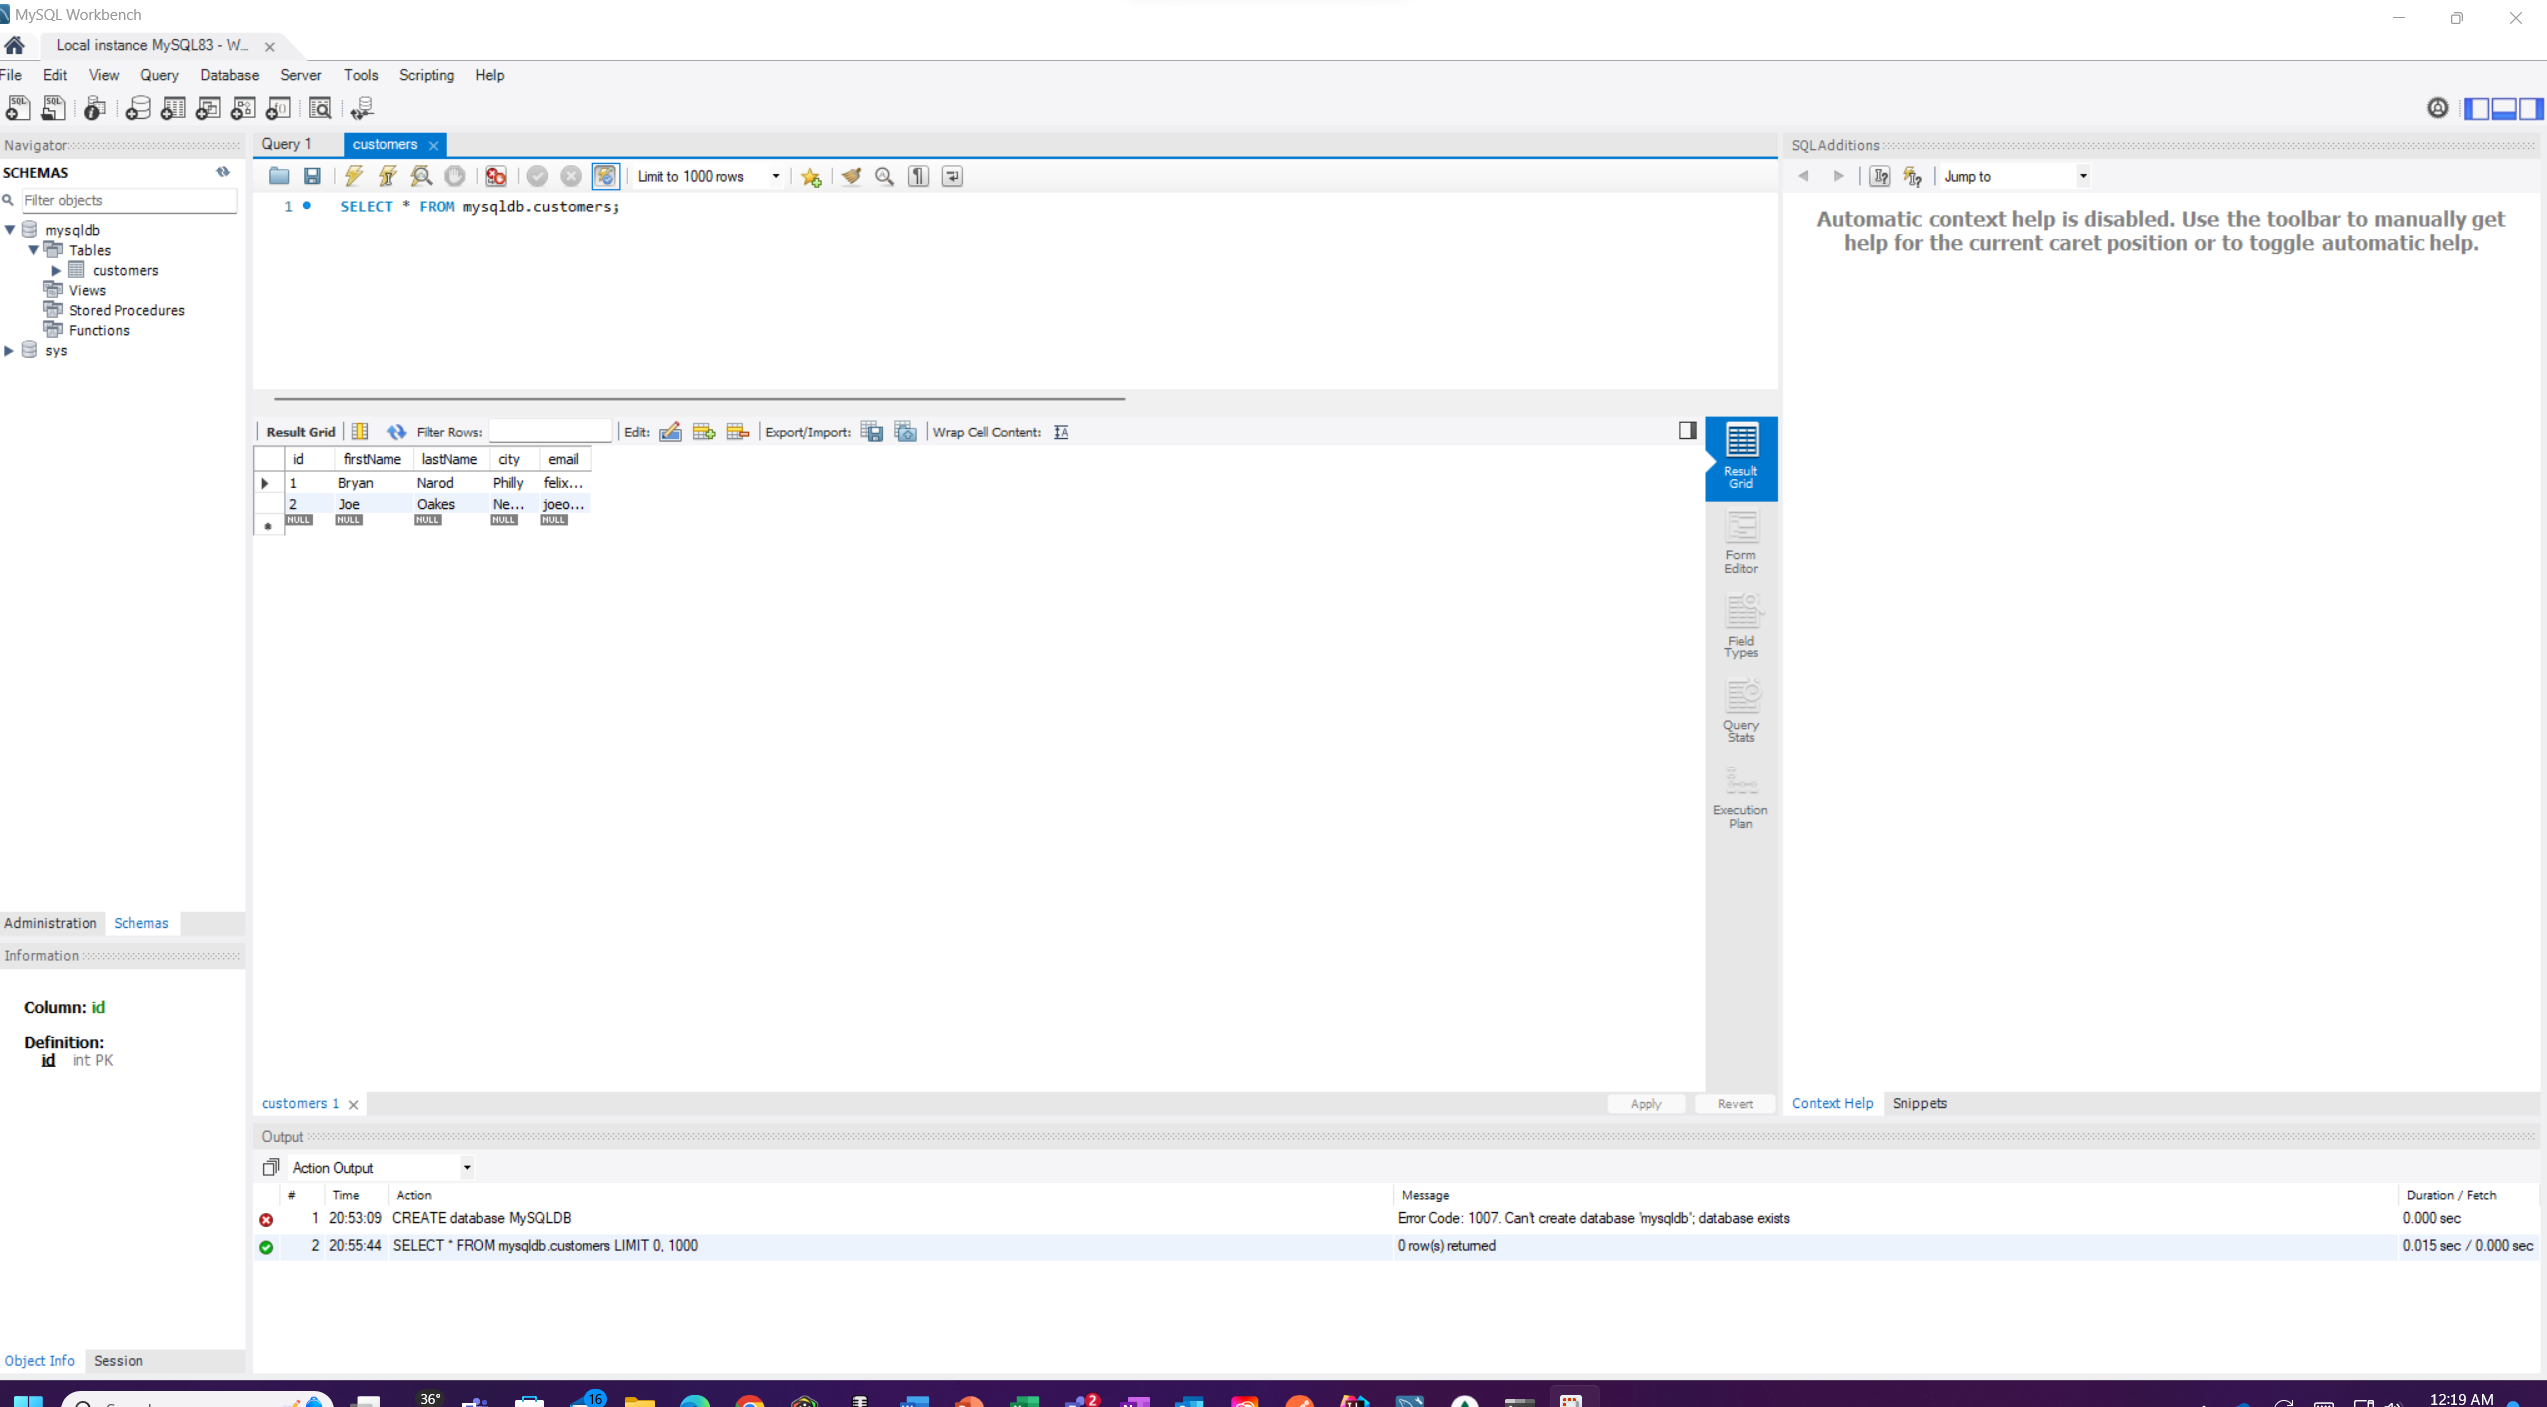 MySQL Workbench
Local instance MySQL83 - W...
File Edit View Query Database Server Tools Scripting Help
Navigator
SCHEMAS
Filter objects
mysqldb
Tables
customers
Views
Stored Procedures
Functions
sys
Administration Schemas
Information
Column: id
Definition:
id int PK
Object Info Session
Query 1 customers
Limit to 1000 rows
1 SELECT * FROM mysqldb.customers;
Result Grid Filter Rows: Edit: Export/Import: Wrap Cell Content:
id firstName lastName city email
1 Bryan Narod Philly felix...
2 Joe Oakes Ne... joeo...
NULL NULL NULL NULL NULL
Result
Grid
Form
Editor
Field
Types
Query
Stats
Execution
Plan
customers 1 Apply Revert
SQLAdditions
Jump to
Automatic context help is disabled. Use the toolbar to manually get
help for the current caret position or to toggle automatic help.
Context Help Snippets
Output
Action Output
# Time Action Message Duration / Fetch
1 20:53:09 CREATE database MySQLDB Error Code: 1007. Can't create database 'mysqldb'; database exists 0.000 sec
2 20:55:44 SELECT * FROM mysqldb.customers LIMIT 0, 1000 0 row(s) returned 0.015 sec / 0.000 sec
36° 16 2 12:19 AM